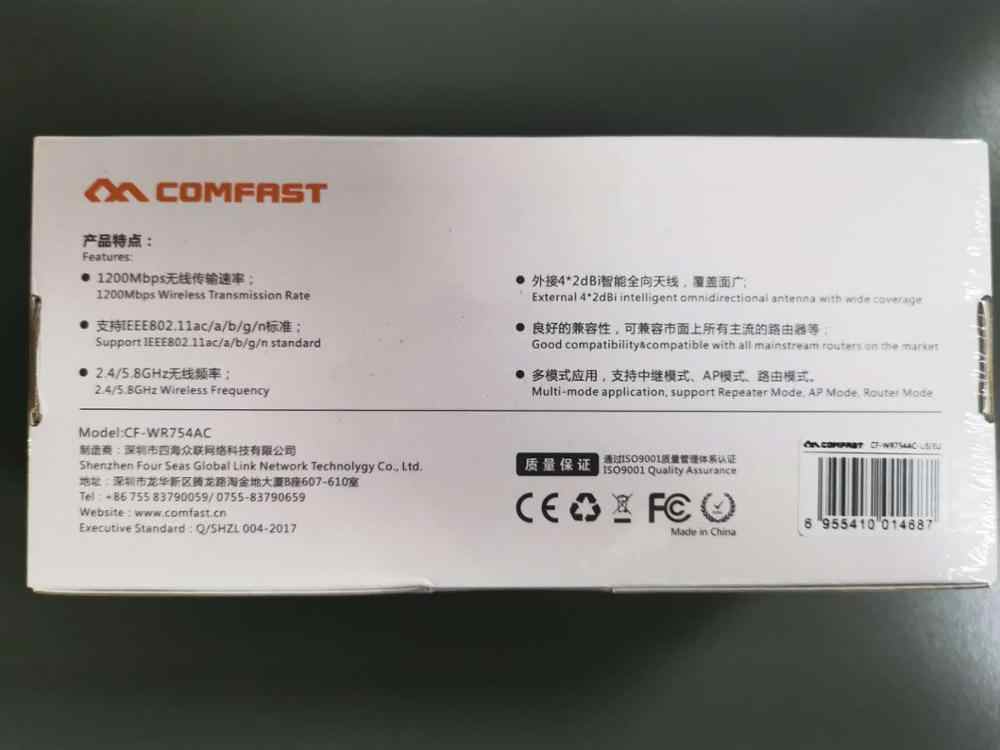 COMFAST
产品特点：
Features:
● 1200Mbps无线传输速率；
1200Mbps Wireless Transmission Rate
● 支持IEEE802.11ac/a/b/g/n标准；
Support IEEE802.11ac/a/b/g/n standard
● 2.4/5.8GHz无线频率；
2.4/5.8GHz Wireless Frequency
● 外接4*2dBi智能全向天线，覆盖面广;
External 4*2dBi intelligent omnidirectional antenna with wide coverage
● 良好的兼容性，可兼容市面上所有主流的路由器等；
Good compatibility&compatible with all mainstream routers on the market
● 多模式应用，支持中继模式、AP模式、路由模式。
Multi-mode application, support Repeater Mode, AP Mode, Router Mode
Model:CF-WR754AC
制造商：深圳市四海众联网络科技有限公司
Shenzhen Four Seas Global Link Network Technolygy Co., Ltd.
地址：深圳市龙华新区腾龙路淘金地大厦B座607-610室
Tel : +86 755 83790059/ 0755-83790659
Website : www.comfast.cn
Executive Standard : Q/SHZL 004-2017
质量保证
通过ISO9001质量管理体系认证
ISO9001 Quality Assurance
CE FC
Made in China
COMFAST CF-WR754AC-US/EU
6 955410 014687